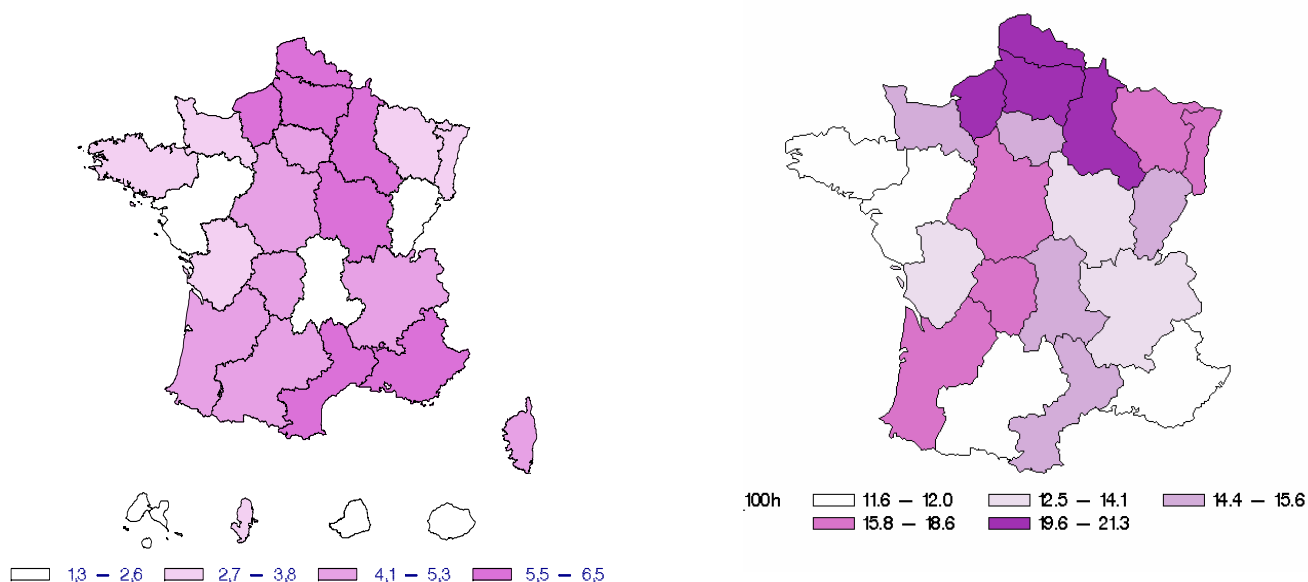 1,3 – 2,6 2,7 – 3,8 4,1 – 5,3 5,5 – 6,5
100h 11.6 – 12.0 12.5 – 14.1 14.4 – 15.6
15.8 – 18.6 19.6 – 21.3